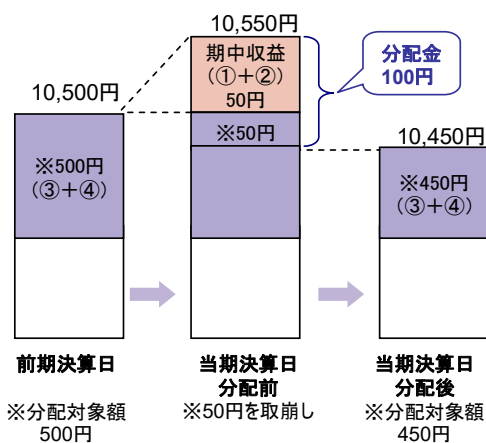 10,550円
期中収益
(①+②)
50円
分配金
100円
10,500円
※50円
10,450円
※500円
(③+④)
※450円
(③+④)
前期決算日
当期決算日
分配前
当期決算日
分配後
※分配対象額
500円
※50円を取崩し
※分配対象額
450円